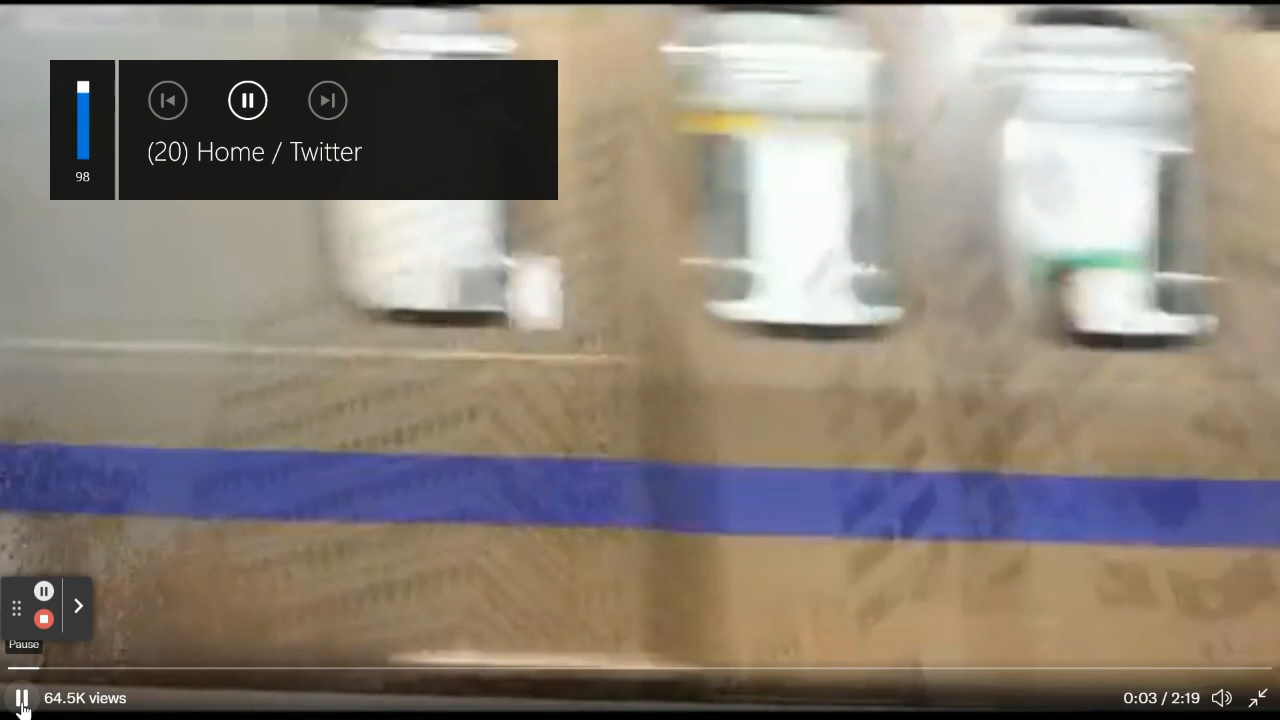 (20) Home / Twitter
98
Pause
64.5K views
0:03 / 2:19